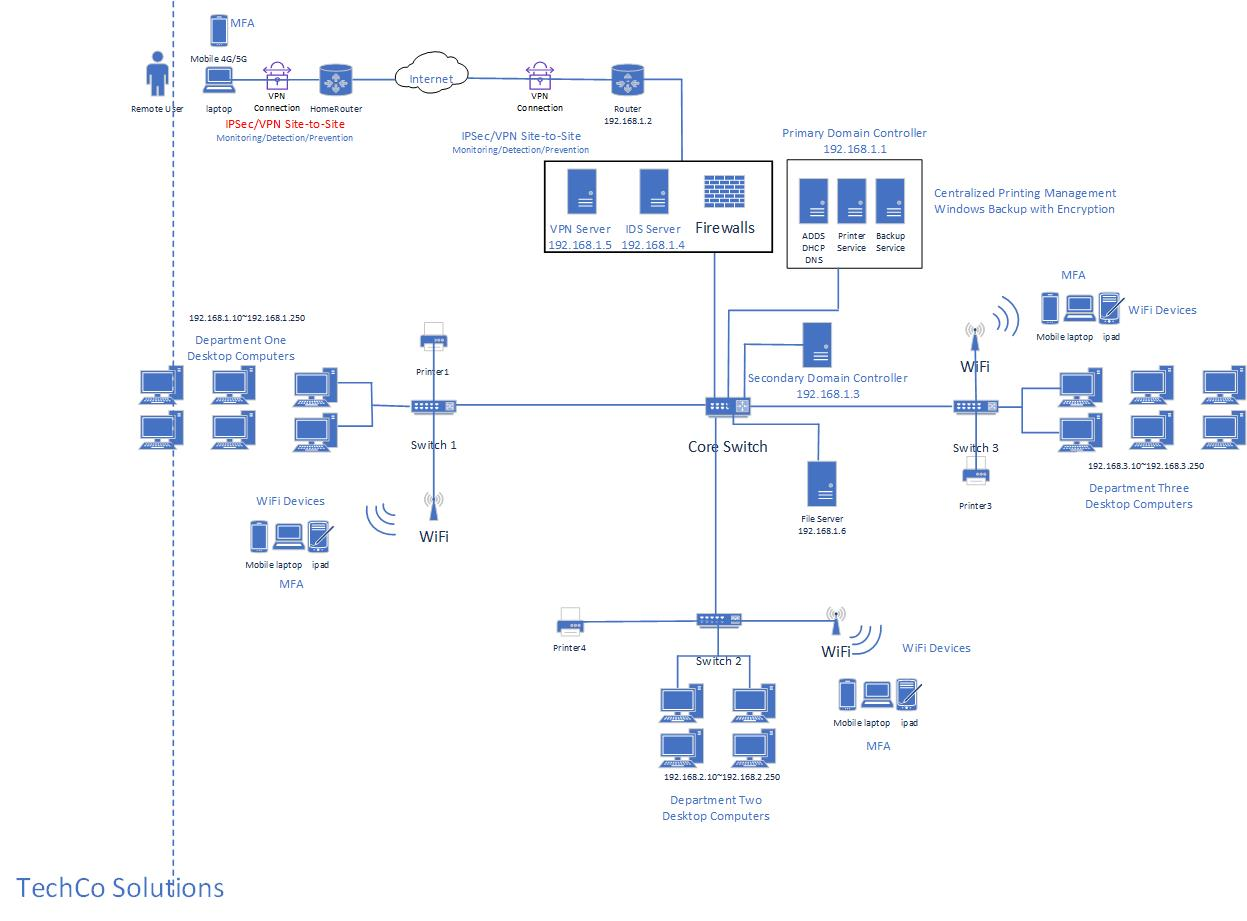 MFA
Mobile 4G/5G
Remote User
laptop
VPN
Connection
HomeRouter
IPSec/VPN Site-to-Site
Monitoring/Detection/Prevention
Internet
VPN
Connection
Router
192.168.1.2
IPSec/VPN Site-to-Site
Monitoring/Detection/Prevention
VPN Server
192.168.1.5
IDS Server
192.168.1.4
Firewalls
Primary Domain Controller
192.168.1.1
ADDS
DHCP
DNS
Printer
Service
Backup
Service
Centralized Printing Management
Windows Backup with Encryption
192.168.1.10~192.168.1.250
Department One
Desktop Computers
Printer1
Switch 1
WiFi
WiFi Devices
Mobile laptop ipad
MFA
Secondary Domain Controller
192.168.1.3
Core Switch
File Server
192.168.1.6
MFA
WiFi Devices
Mobile laptop ipad
WiFi
Switch 3
Printer3
192.168.3.10~192.168.3.250
Department Three
Desktop Computers
Printer4
Switch 2
WiFi
WiFi Devices
Mobile laptop ipad
MFA
192.168.2.10~192.168.2.250
Department Two
Desktop Computers
TechCo Solutions